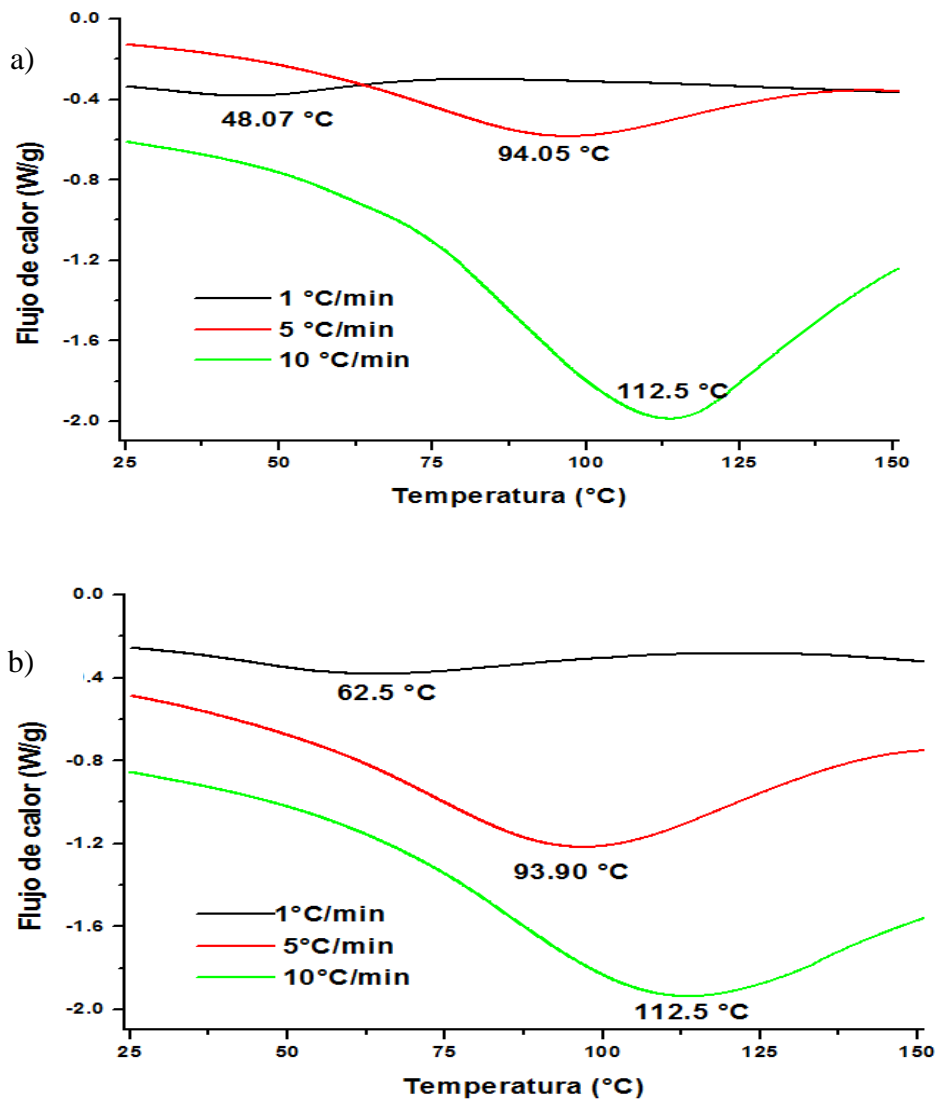 a)
Flujo de calor (W/g)
0.0
-0.4
-0.8
-1.2
-1.6
-2.0
48.07 °C
94.05 °C
1 °C/min
5 °C/min
10 °C/min
112.5 °C
25
50
75
100
125
150
Temperatura (°C)
b)
Flujo de calor (W/g)
0.0
.4
-0.8
-1.2
-1.6
-2.0
62.5 °C
93.90 °C
1°C/min
5°C/min
10°C/min
112.5 °C
25
50
75
100
125
150
Temperatura (°C)